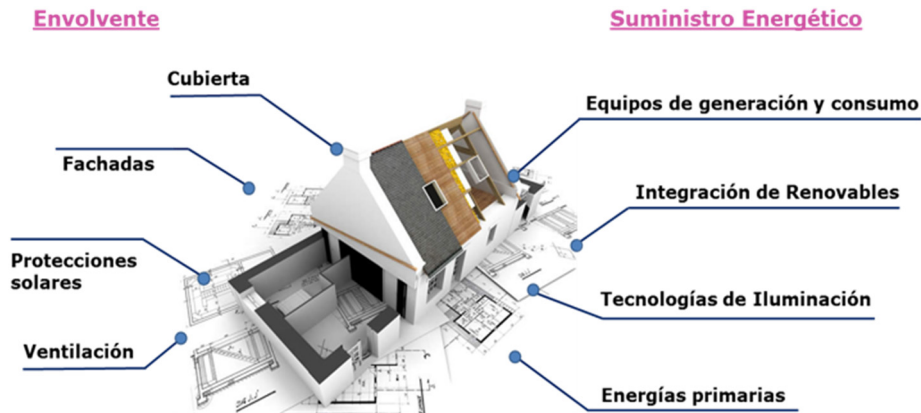 Envolvente
Suministro Energético
Cubierta
Equipos de generación y consumo
Fachadas
Integración de Renovables
Protecciones
solares
Tecnologías de Iluminación
Ventilación
Energías primarias